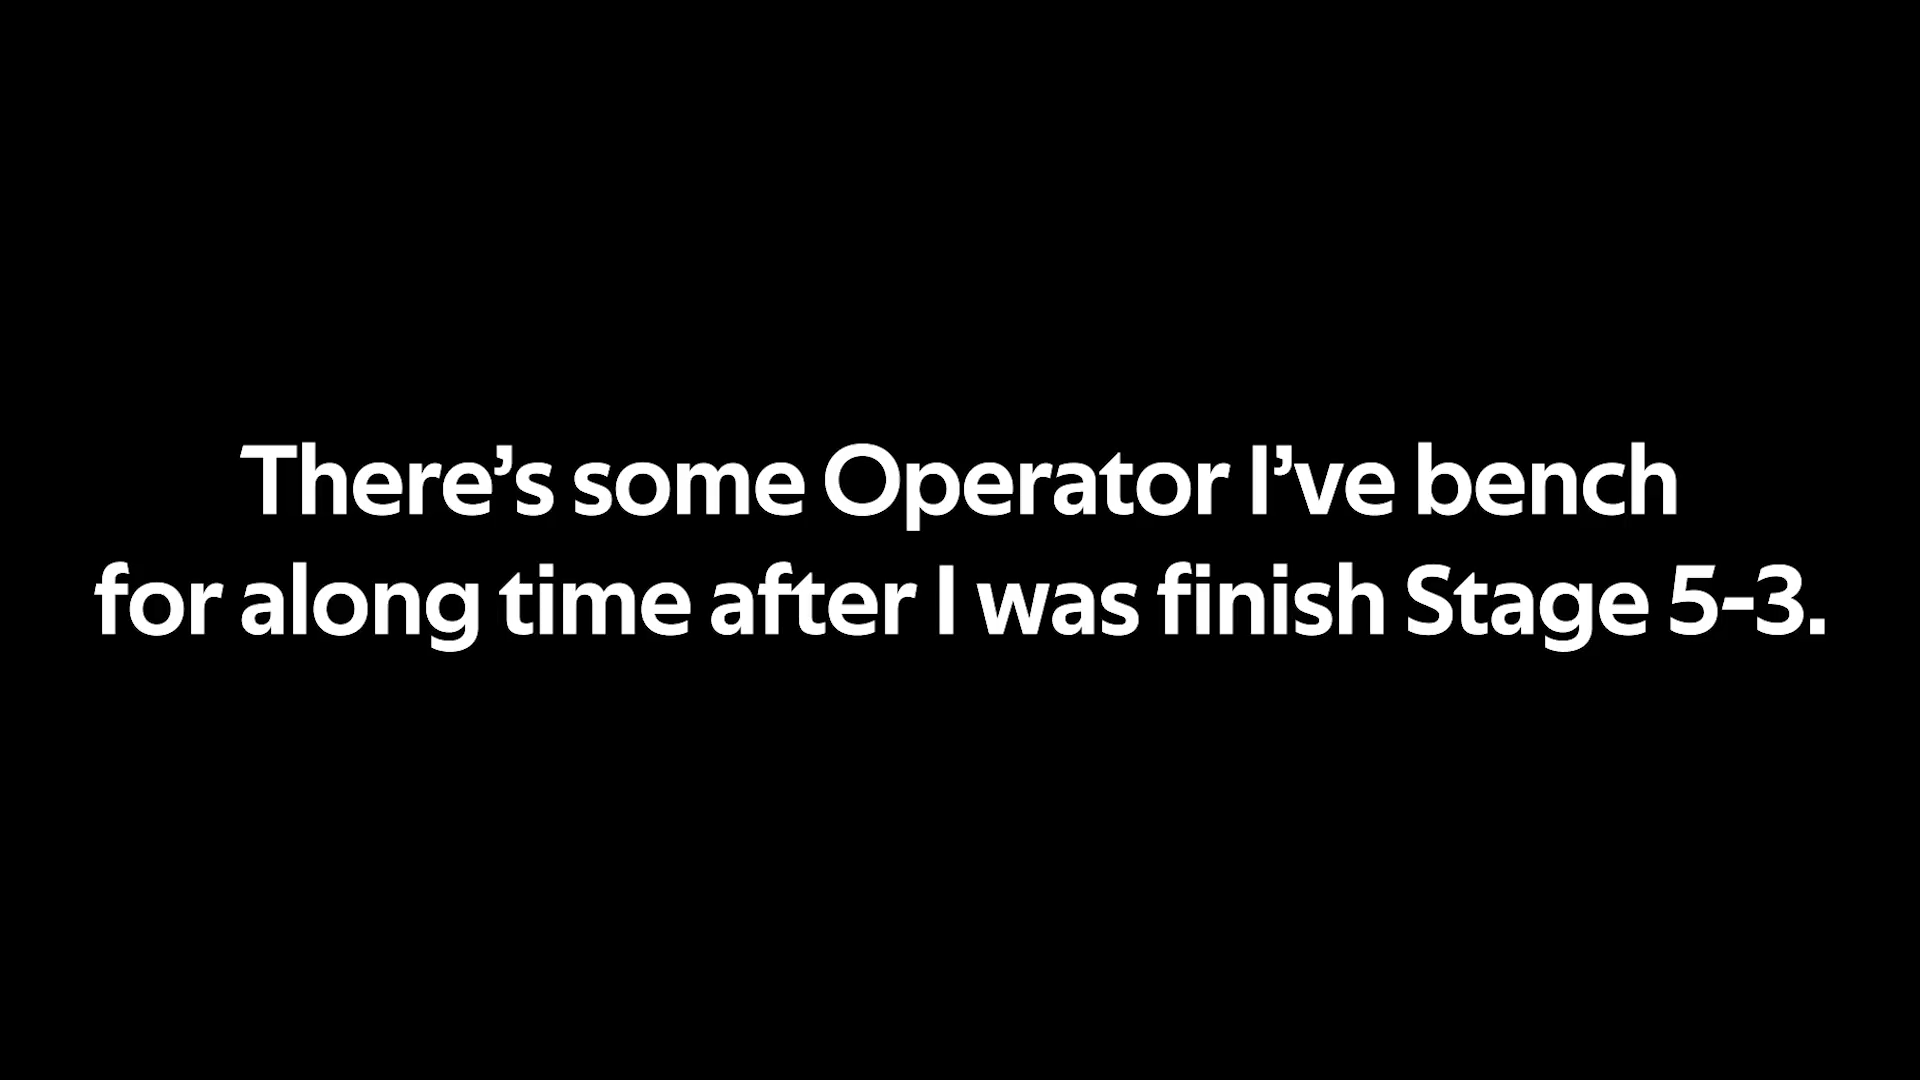 There’s some Operator I’ve bench
for along time after I was finish Stage 5-3.